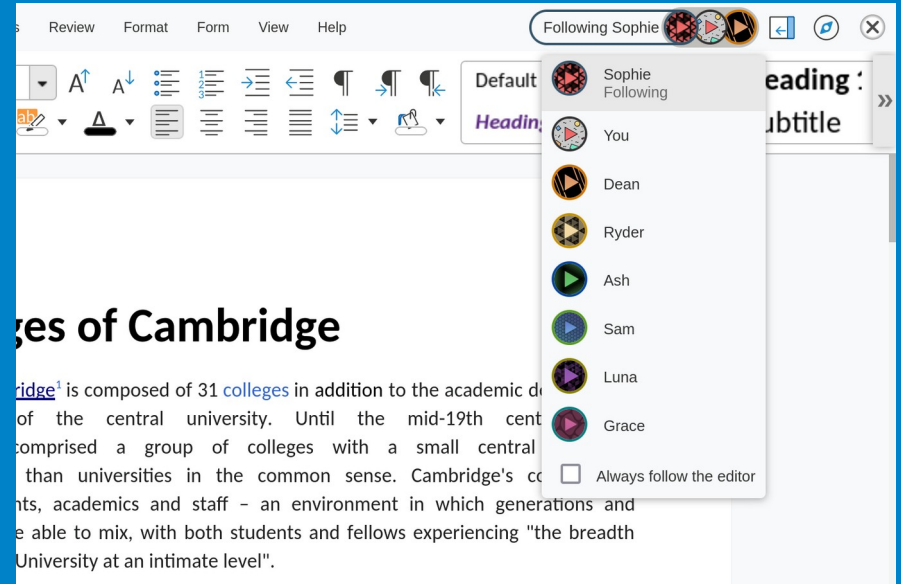 s Review Format Form View Help Following Sophie
Default
eading
Heading
ubtitle
Sophie
Following
You
Dean
Ryder
Ash
Sam
Luna
Grace
Always follow the editor
ges of Cambridge
ridge1 is composed of 31 colleges in addition to the academic d
of the central university. Until the mid-19th cent
comprised a group of colleges with a small central
than universities in the common sense. Cambridge's co
nts, academics and staff – an environment in which generations and
e able to mix, with both students and fellows experiencing "the breadth
University at an intimate level".